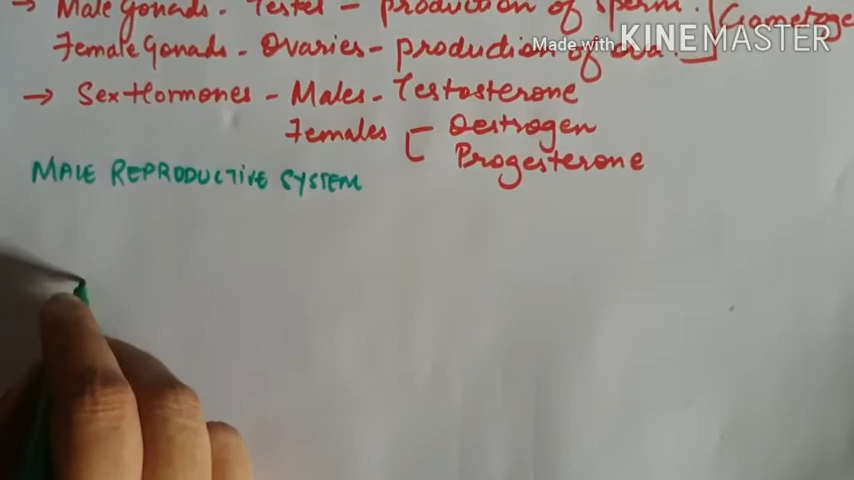 → Male Gonads - Testes - production of sperm.
Female Gonads - Ovaries - production of ova.
Made with KINEMASTER
→ Sex Hormones - Males - Testosterone
Females Oestrogen
Progesterone
MALE REPRODUCTIVE SYSTEM